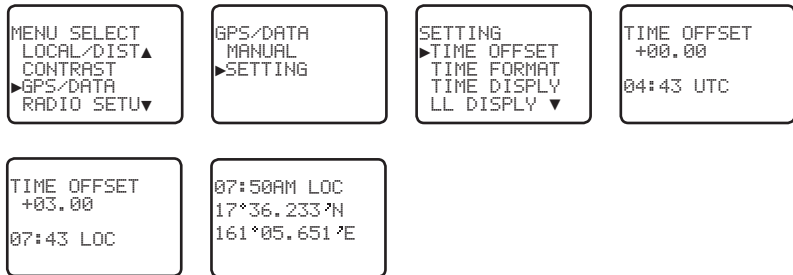 MENU SELECT
LOCAL/DIST▲
CONTRAST
►GPS/DATA
RADIO SETU▼
GPS/DATA
MANUAL
►SETTING
SETTING
►TIME OFFSET
TIME FORMAT
TIME DISPLY
LL DISPLY ▼
TIME OFFSET
+00.00
04:43 UTC
TIME OFFSET
+03.00
07:43 LOC
07:50AM LOC
17°36.233'N
161°05.651'E